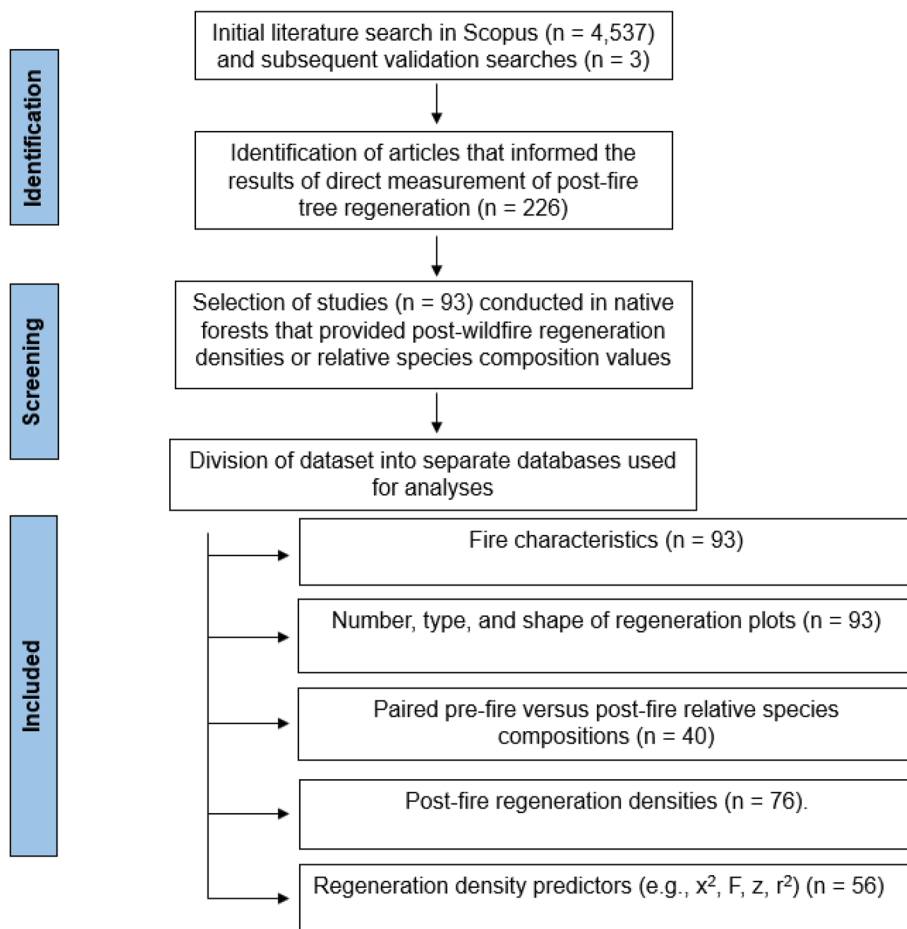 Identification
Initial literature search in Scopus (n = 4,537)
and subsequent validation searches (n = 3)
Identification of articles that informed the
results of direct measurement of post-fire
tree regeneration (n = 226)
Screening
Selection of studies (n = 93) conducted in native
forests that provided post-wildfire regeneration
densities or relative species composition values
Division of dataset into separate databases used
for analyses
Included
Fire characteristics (n = 93)
Number, type, and shape of regeneration plots (n = 93)
Paired pre-fire versus post-fire relative species
compositions (n = 40)
Post-fire regeneration densities (n = 76).
Regeneration density predictors (e.g., x², F, z, r²) (n = 56)